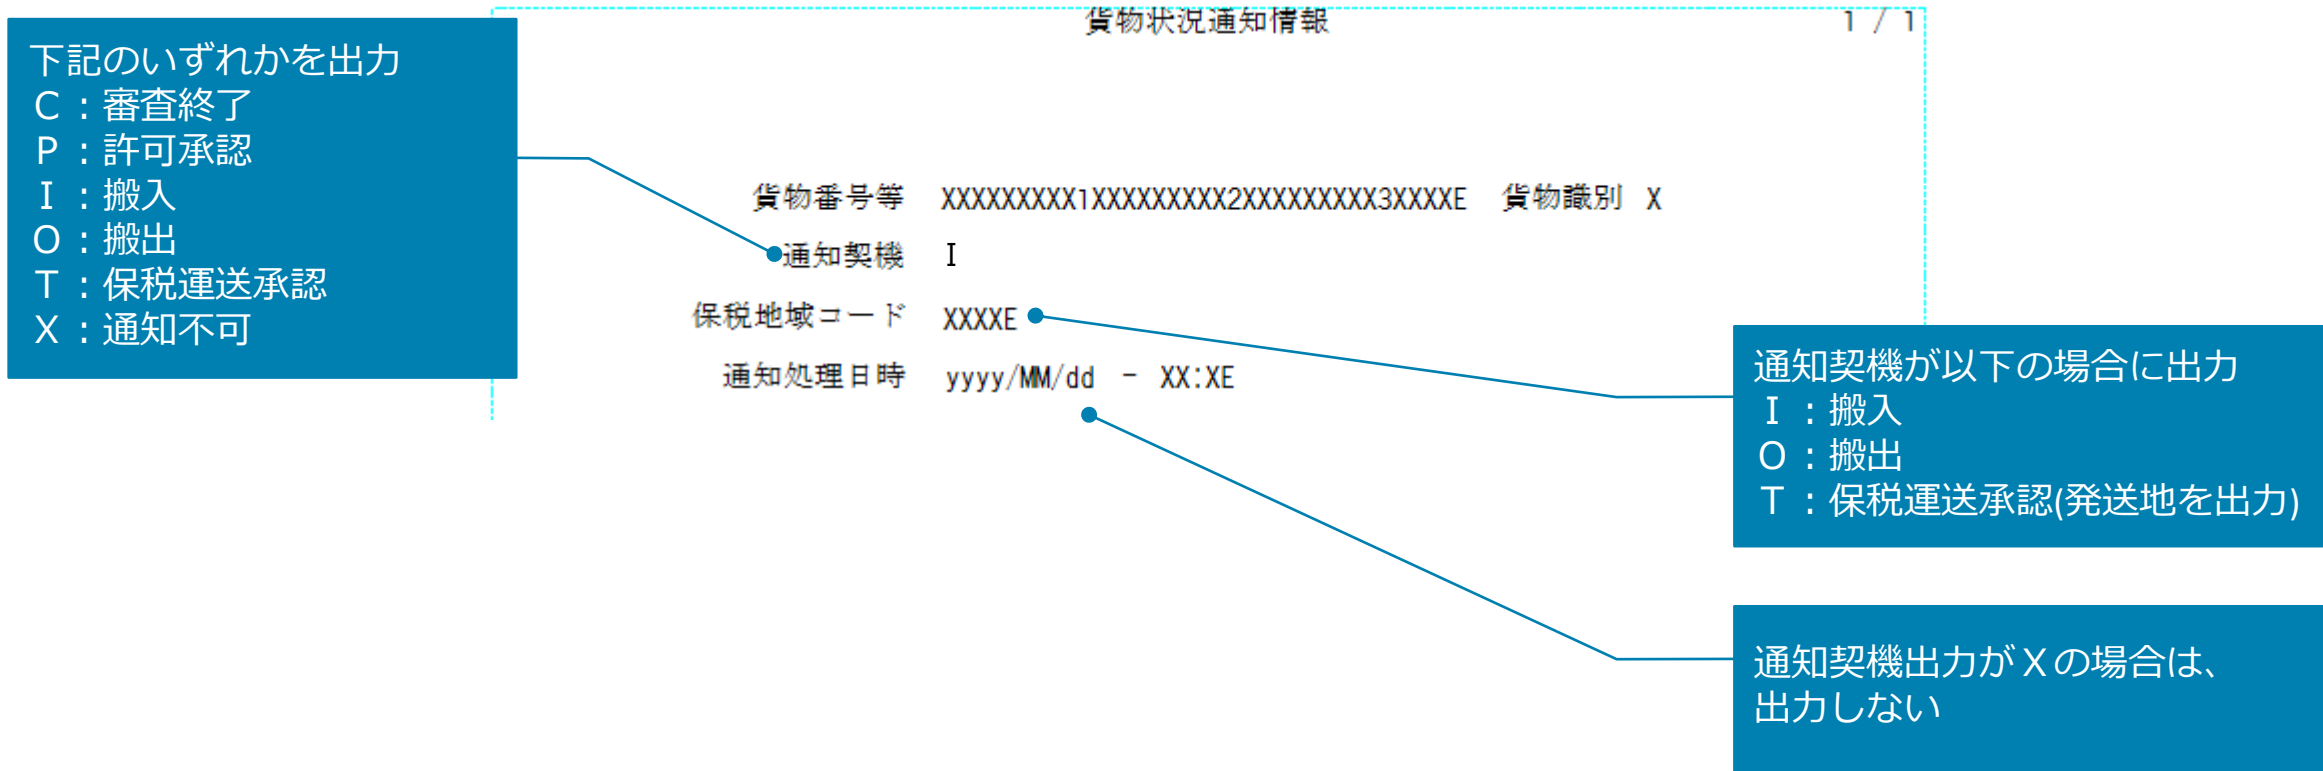 貨物状況通知情報 1 / 1
下記のいずれかを出力
C：審査終了
P：許可承認
I：搬入
O：搬出
T：保税運送承認
X：通知不可
貨物番号等 XXXXXXXXX1XXXXXXXXX2XXXXXXXXX3XXXXE 貨物識別 X
通知契機 I
保税地域コード XXXXE
通知処理日時 yyyy/MM/dd - XX:XE
通知契機が以下の場合に出力
I：搬入
O：搬出
T：保税運送承認(発送地を出力)
通知契機出力がXの場合は、
出力しない